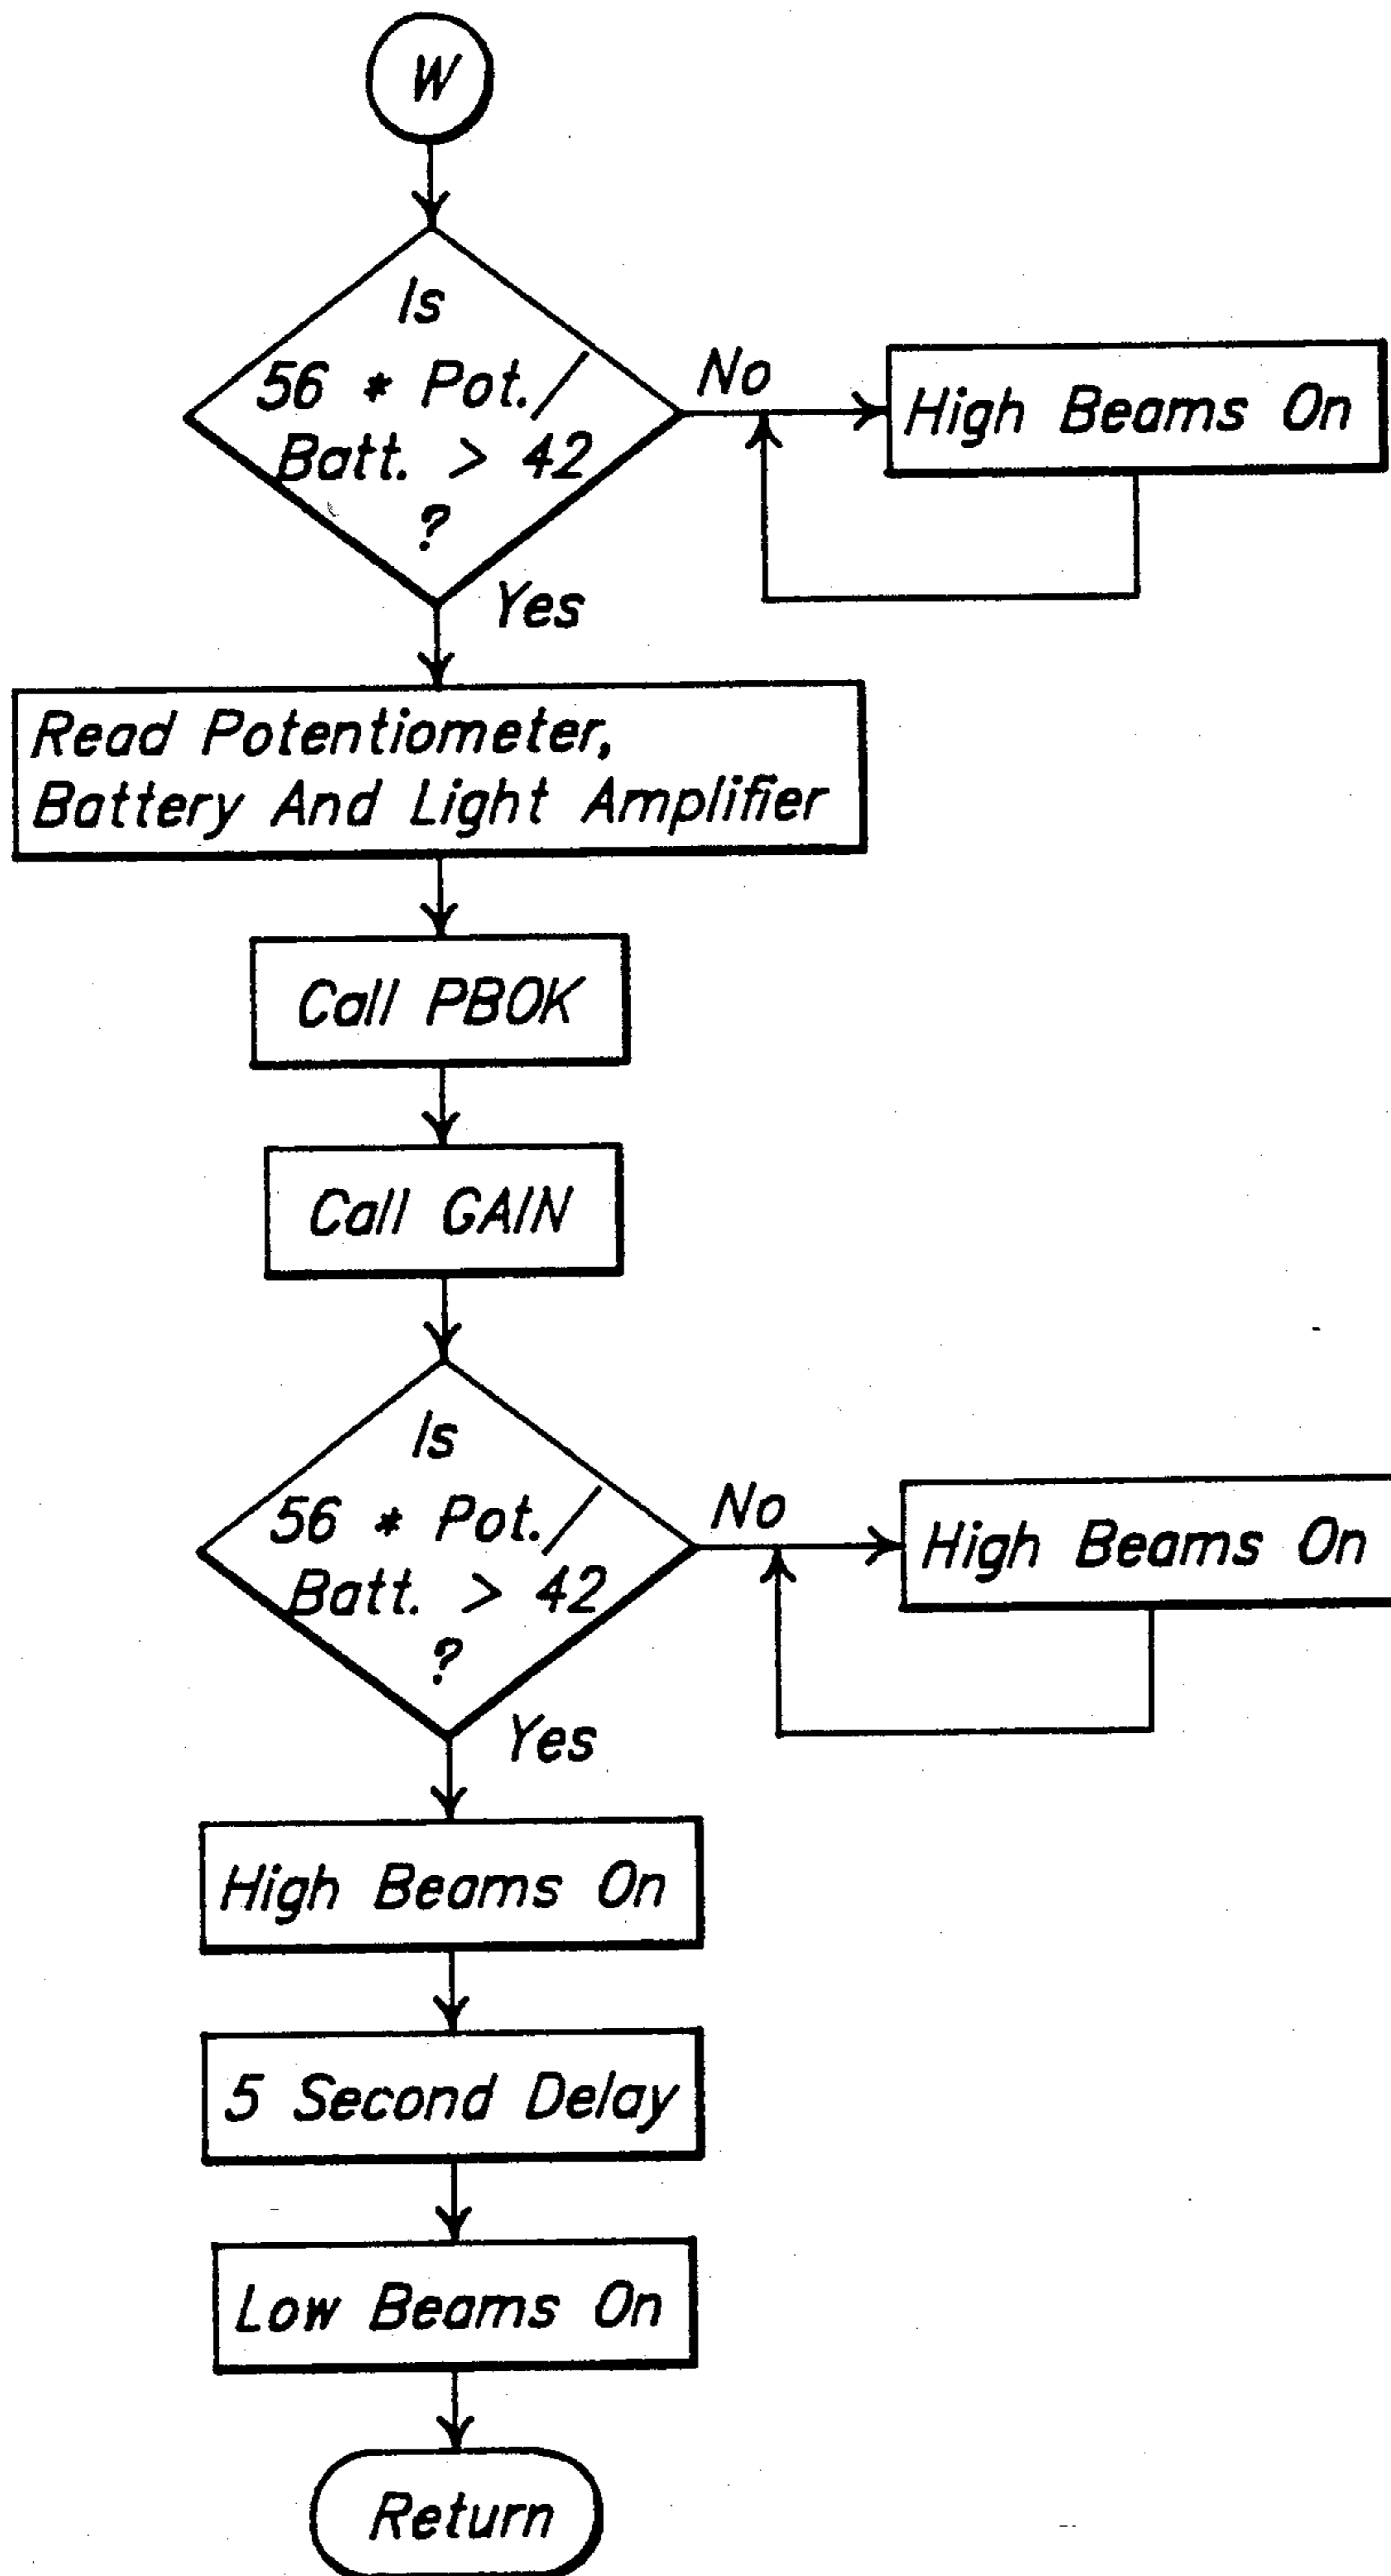 W
Is
56 * Pot./
Batt. > 42
?
No
High Beams On
Yes
Read Potentiometer,
Battery And Light Amplifier
Call PBOK
Call GAIN
Is
56 * Pot./
Batt. > 42
?
No
High Beams On
Yes
High Beams On
5 Second Delay
Low Beams On
Return